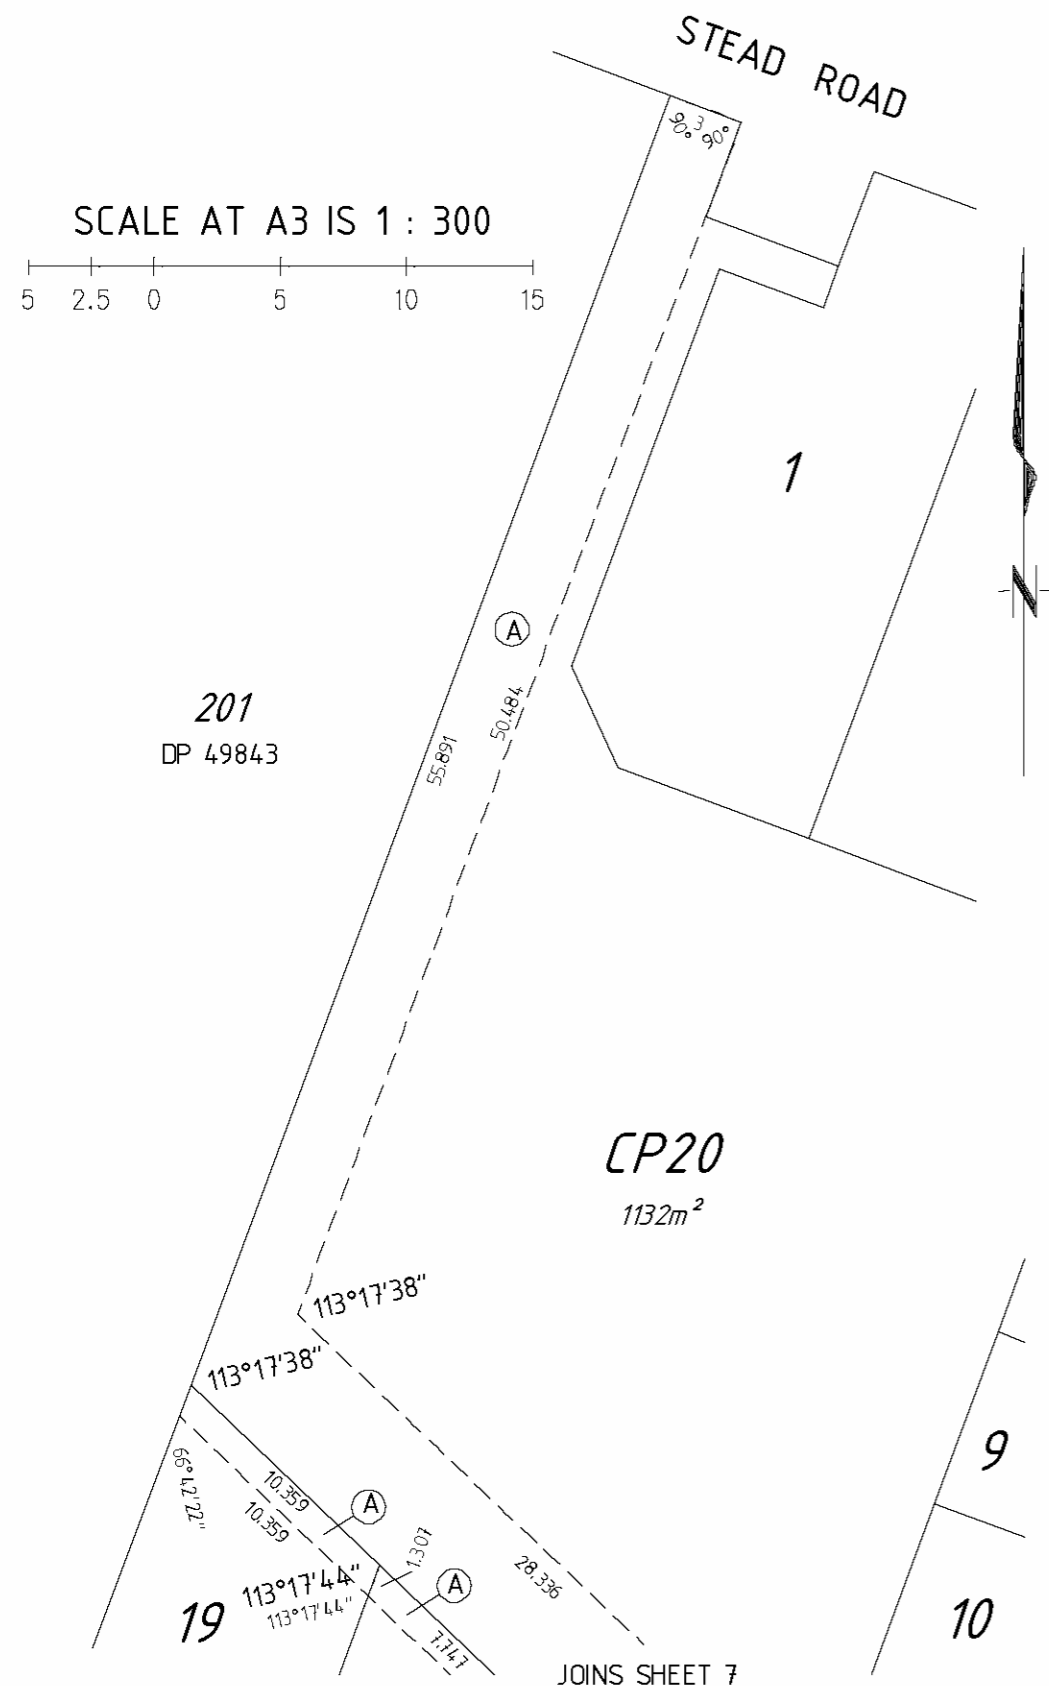 STEAD ROAD
3
90° 90°
SCALE AT A3 IS 1 : 300
5 2.5 0 5 10 15
1
A
201
DP 49843
50.484
55.891
CP20
1132m²
113°17'38"
113°17'38"
66°42'22"
10.359
10.359
A
1.307
A
28.336
9
113°17'44"
113°17'44"
19
7.747
10
JOINS SHEET 7
N